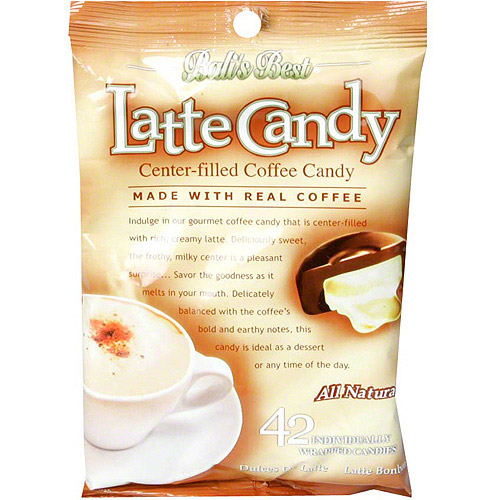 Bali's Best
Latte Candy
Center-filled Coffee Candy
MADE WITH REAL COFFEE
Indulge in our gourmet coffee candy that is center-filled
with rich, creamy latte. Deliciously sweet,
the frothy, milky center is a pleasant
surprise... Savor the goodness as it
melts in your mouth. Delicately
balanced with the coffee's
bold and earthy notes, this
candy is ideal as a dessert
or any time of the day.
All Natural
42 INDIVIDUALLY
WRAPPED CANDIES
Dulces De Latte Latte Bonbo